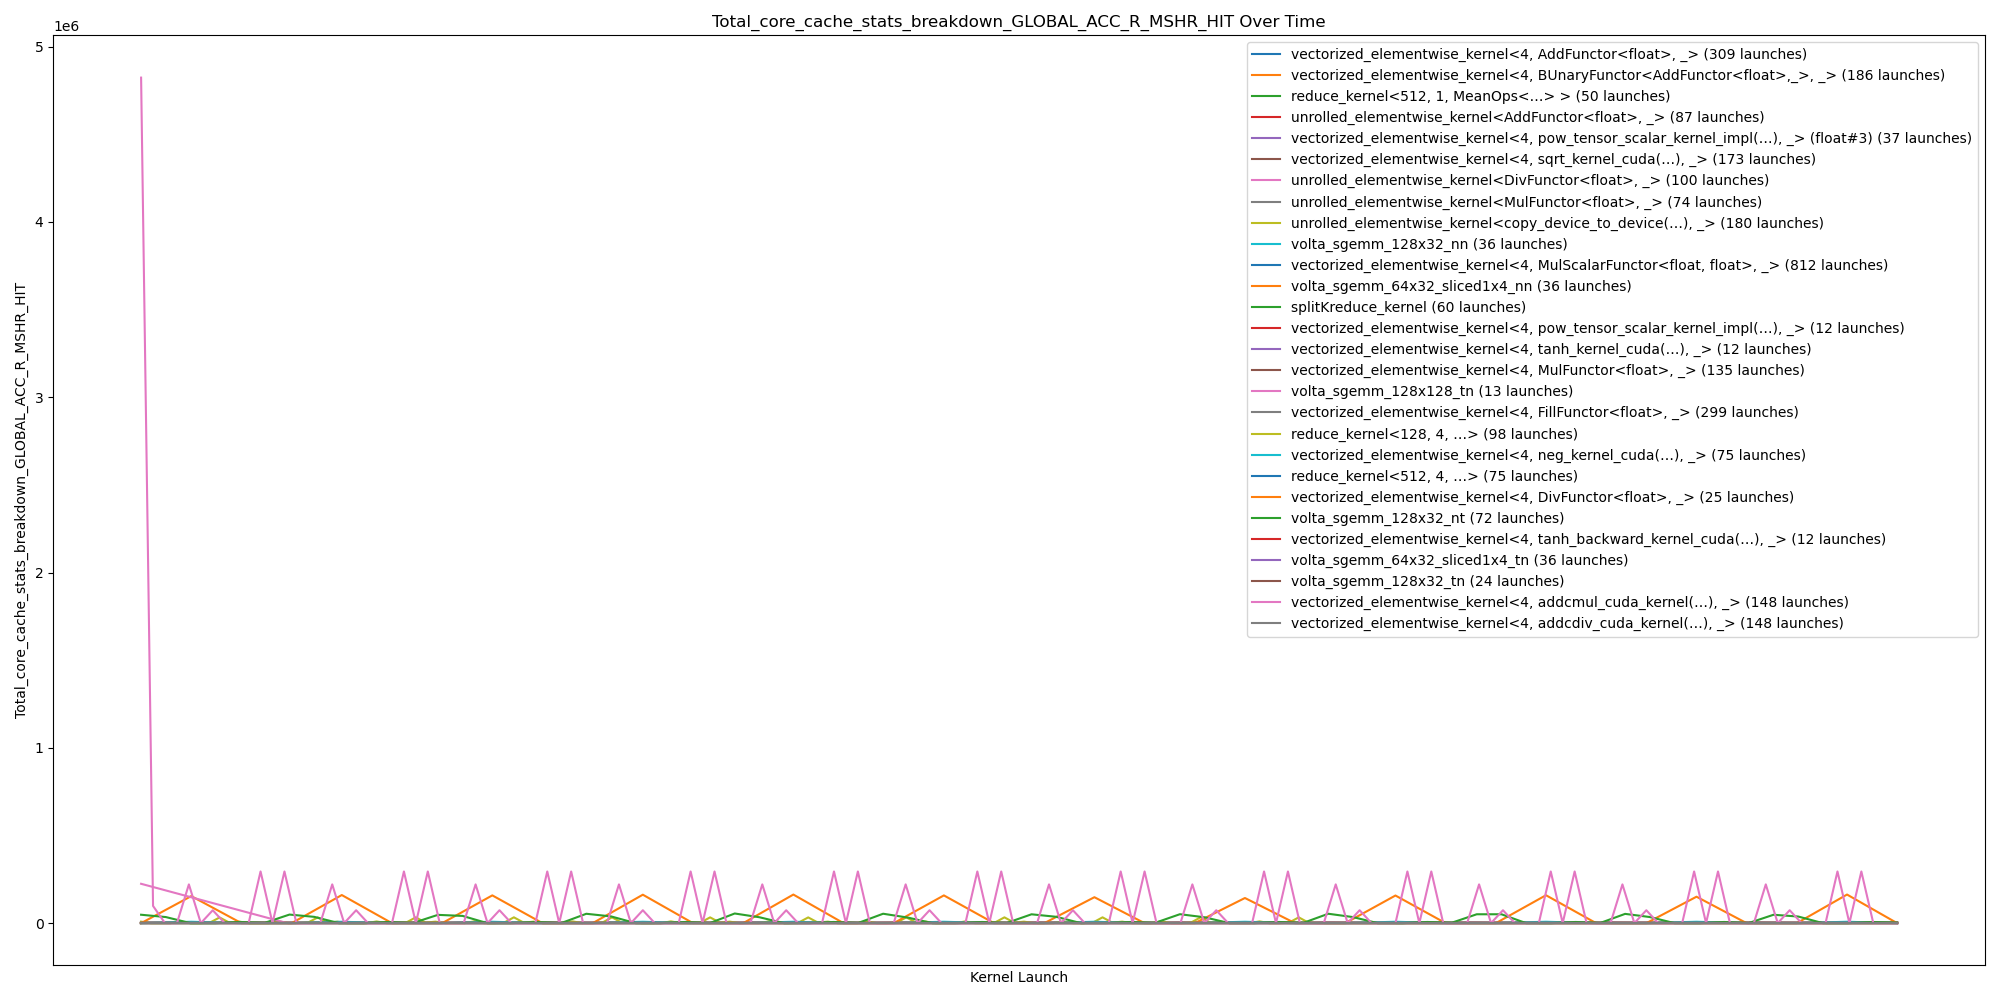 Total_core_cache_stats_breakdown_GLOBAL_ACC_R_MSHR_HIT Over Time
1e6
5
4
3
2
1
0
Total_core_cache_stats_breakdown_GLOBAL_ACC_R_MSHR_HIT
Kernel Launch
vectorized_elementwise_kernel<4, AddFunctor<float>, _> (309 launches)
vectorized_elementwise_kernel<4, BUnaryFunctor<AddFunctor<float>,_>, _> (186 launches)
reduce_kernel<512, 1, MeanOps<...> > (50 launches)
unrolled_elementwise_kernel<AddFunctor<float>, _> (87 launches)
vectorized_elementwise_kernel<4, pow_tensor_scalar_kernel_impl(...), _> (float#3) (37 launches)
vectorized_elementwise_kernel<4, sqrt_kernel_cuda(...), _> (173 launches)
unrolled_elementwise_kernel<DivFunctor<float>, _> (100 launches)
unrolled_elementwise_kernel<MulFunctor<float>, _> (74 launches)
unrolled_elementwise_kernel<copy_device_to_device(...), _> (180 launches)
volta_sgemm_128x32_nn (36 launches)
vectorized_elementwise_kernel<4, MulScalarFunctor<float, float>, _> (812 launches)
volta_sgemm_64x32_sliced1x4_nn (36 launches)
splitKreduce_kernel (60 launches)
vectorized_elementwise_kernel<4, pow_tensor_scalar_kernel_impl(...), _> (12 launches)
vectorized_elementwise_kernel<4, tanh_kernel_cuda(...), _> (12 launches)
vectorized_elementwise_kernel<4, MulFunctor<float>, _> (135 launches)
volta_sgemm_128x128_tn (13 launches)
vectorized_elementwise_kernel<4, FillFunctor<float>, _> (299 launches)
reduce_kernel<128, 4, ...> (98 launches)
vectorized_elementwise_kernel<4, neg_kernel_cuda(...), _> (75 launches)
reduce_kernel<512, 4, ...> (75 launches)
vectorized_elementwise_kernel<4, DivFunctor<float>, _> (25 launches)
volta_sgemm_128x32_nt (72 launches)
vectorized_elementwise_kernel<4, tanh_backward_kernel_cuda(...), _> (12 launches)
volta_sgemm_64x32_sliced1x4_tn (36 launches)
volta_sgemm_128x32_tn (24 launches)
vectorized_elementwise_kernel<4, addcmul_cuda_kernel(...), _> (148 launches)
vectorized_elementwise_kernel<4, addcdiv_cuda_kernel(...), _> (148 launches)